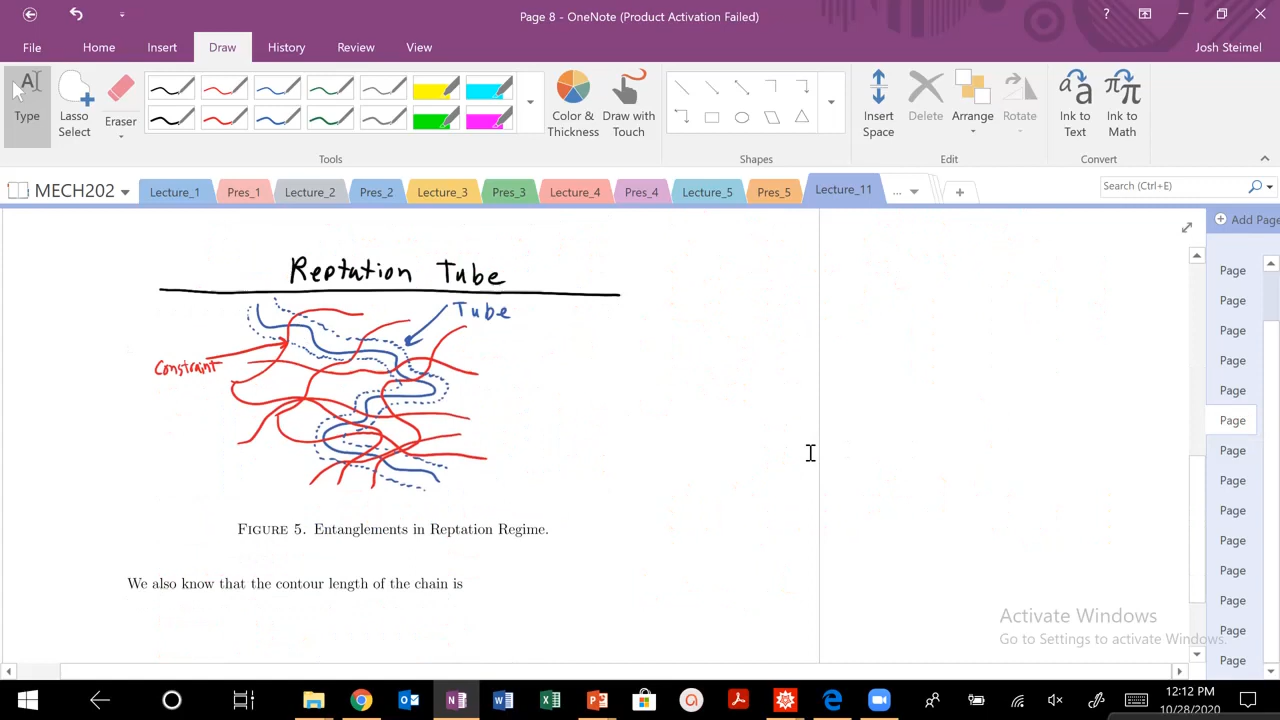 Page 8 - OneNote (Product Activation Failed)
?
File
Home
Insert
Draw
History
Review
View
Josh Steimel
Type
Lasso
Select
Eraser
Color &
Thickness
Draw with
Touch
Insert
Space
Delete
Arrange
Rotate
Ink to
Text
Ink to
Math
Tools
Shapes
Edit
Convert
MECH202
Lecture_1
Pres_1
Lecture_2
Pres_2
Lecture_3
Pres_3
Lecture_4
Pres_4
Lecture_5
Pres_5
Lecture_11
...
Search (Ctrl+E)
Add Page
Page
Page
Page
Page
Page
Page
Page
Page
Page
Page
Page
Page
Page
Page
Reptation Tube
Tube
Constraint
FIGURE 5. Entanglements in Reptation Regime.
We also know that the contour length of the chain is
Activate Windows
Go to Settings to activate Windows.
12:12 PM
10/28/2020